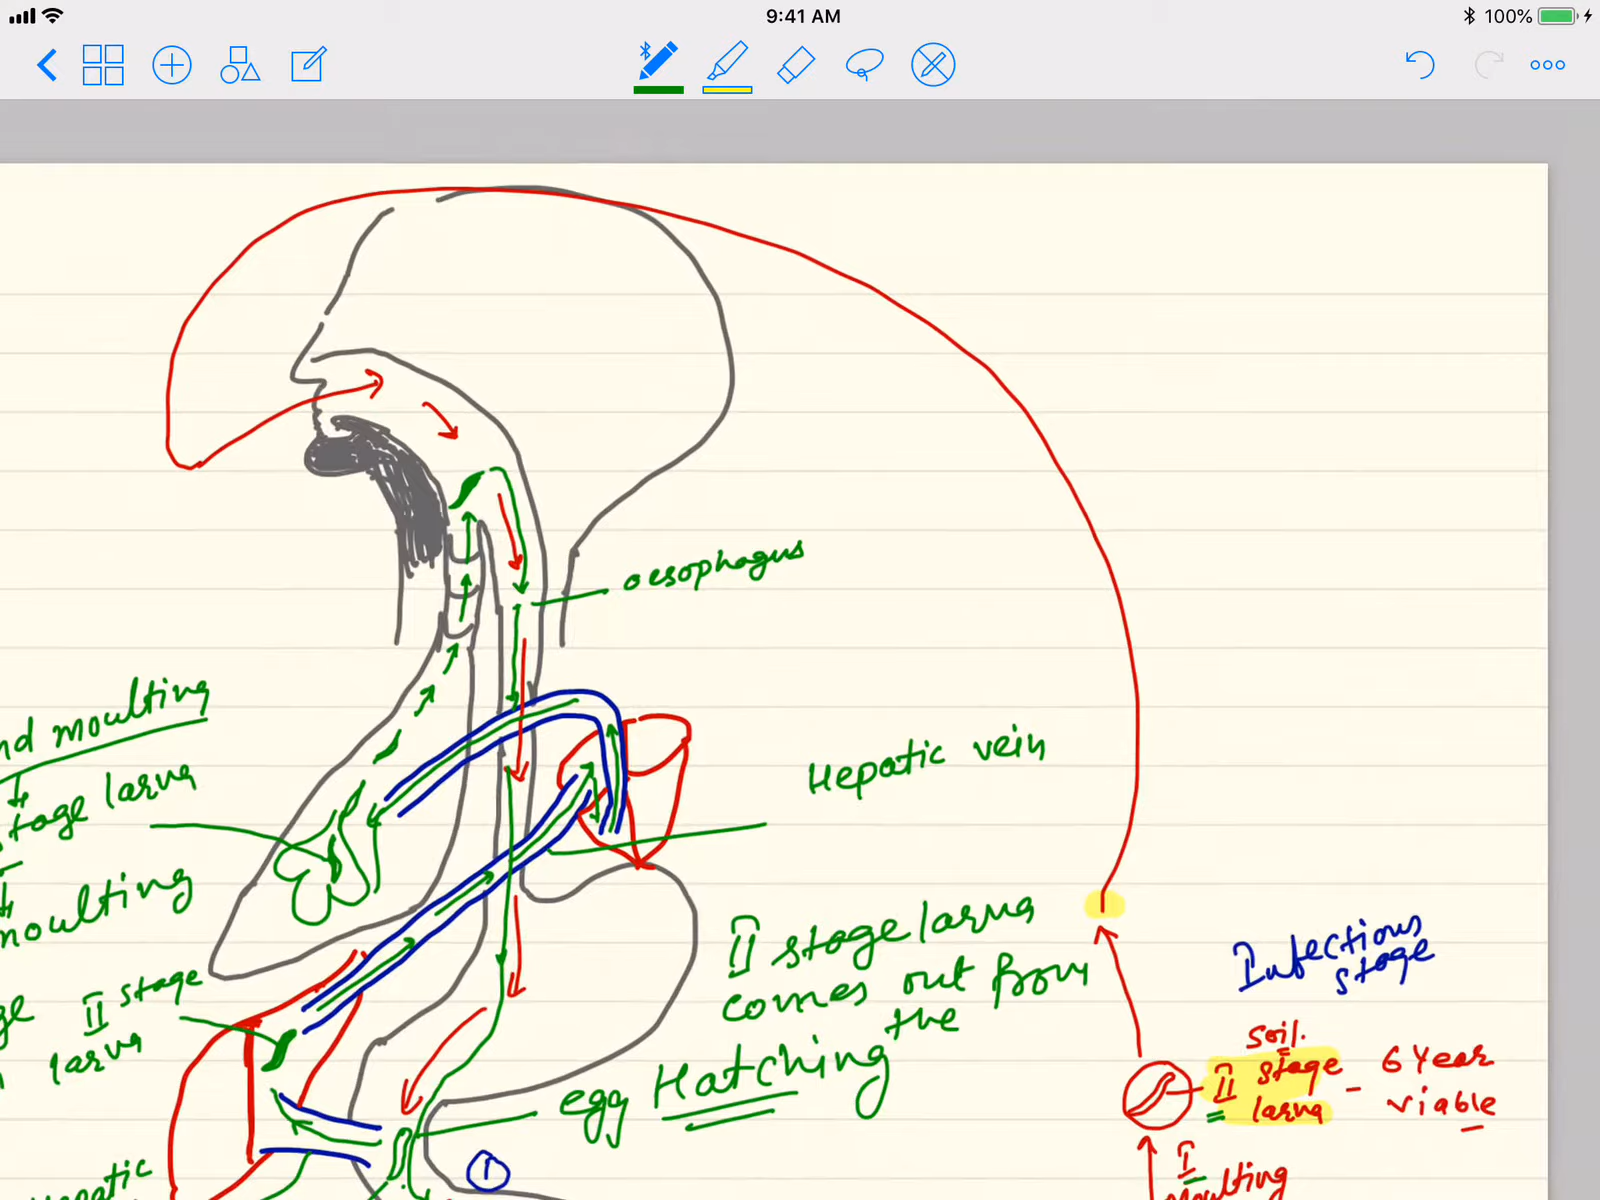 9:41 AM
100%
oesophagus
nd moulting
stage larva
moulting
Hepatic vein
II stage
larva
II stage larva
comes out from
the
egg Hatching
Infectious
stage
soil.
II stage - 6 Year
larva viable
I
moulting
1